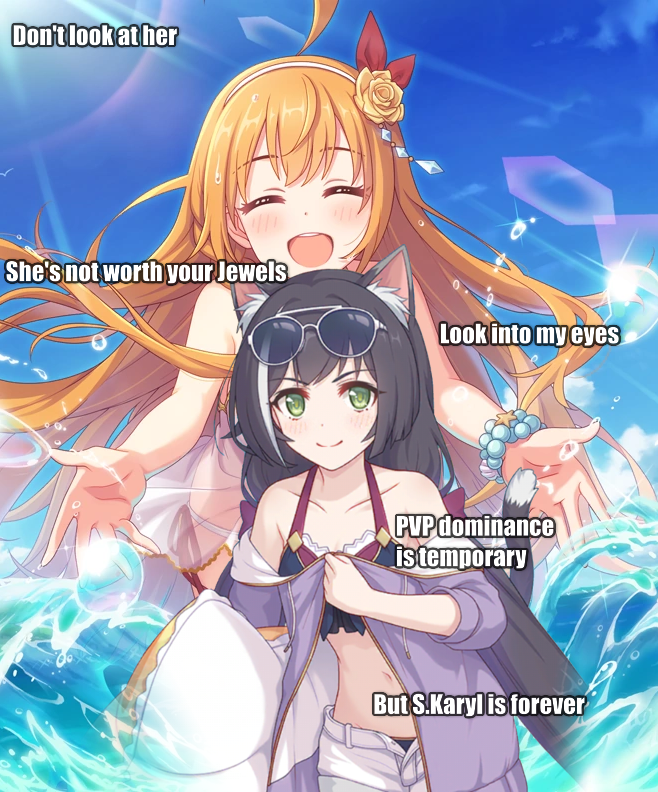 Don't look at her
She's not worth your Jewels
Look into my eyes
PVP dominance
is temporary
But S.Karyl is forever